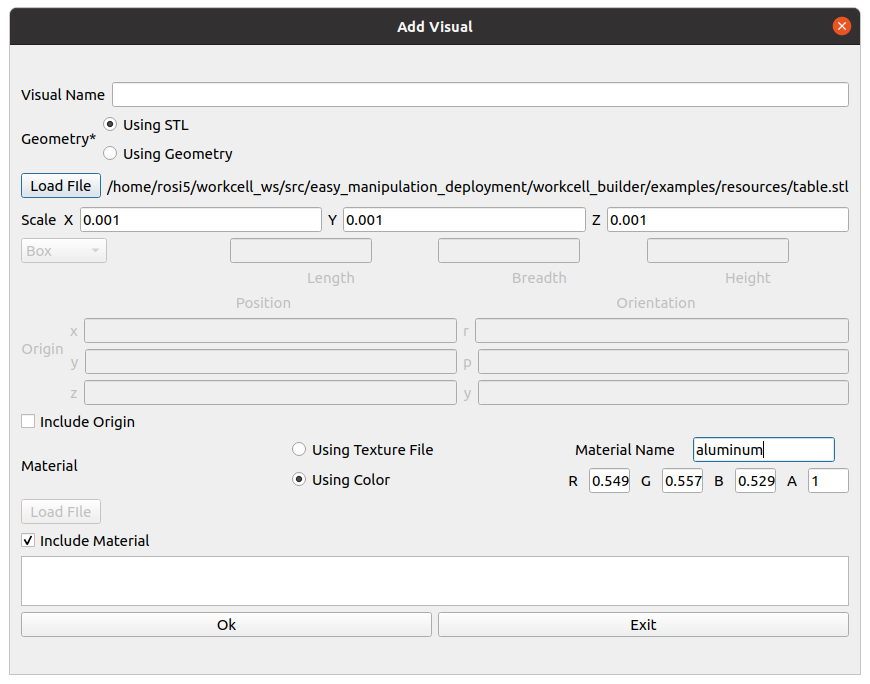 Add Visual
Visual Name
Using STL
Geometry*
Using Geometry
Load FIle /home/rosi5/workcell_ws/src/easy_manipulation_deployment/workcell_builder/examples/resources/table.stl
Scale X 0.001 Y 0.001 Z 0.001
Box
Length Breadth Height
Position Orientation
x r
Origin
y p
z y
Include Origin
Using Texture File Material Name aluminum
Material
Using Color R 0.549 G 0.557 B 0.529 A 1
Load FIle
Include Material
Ok Exit